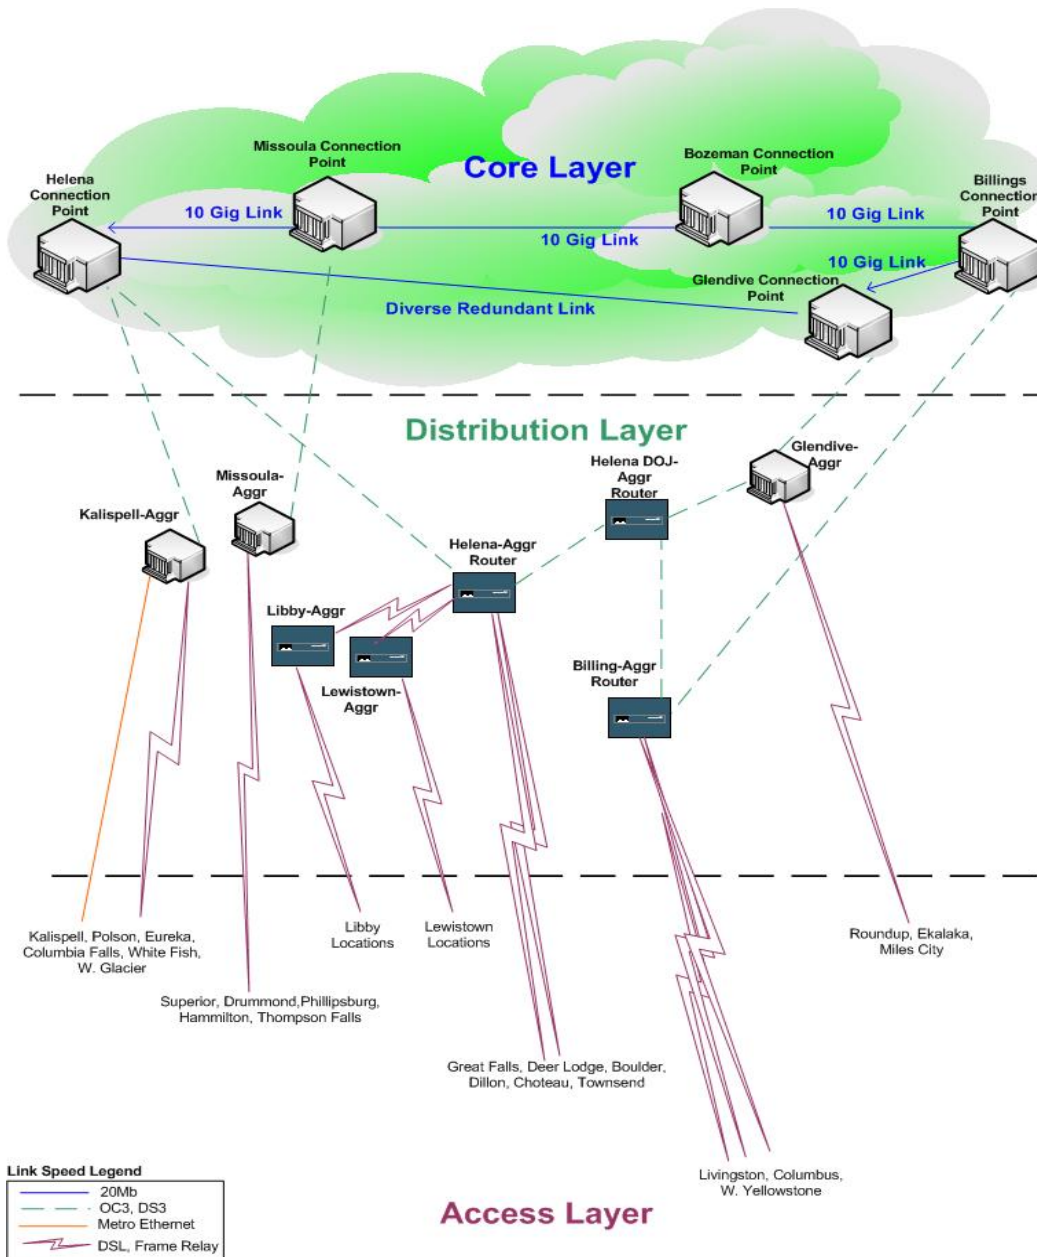 Missoula Connection
Point
Core Layer
Bozeman Connection
Point
Helena
Connection
Point
Billings
Connection
Point
10 Gig Link
10 Gig Link
10 Gig Link
10 Gig Link
Glendive Connection
Point
Diverse Redundant Link
Distribution Layer
Glendive-
Aggr
Helena DOJ-
Aggr
Router
Missoula-
Aggr
Kalispell-Aggr
Helena-Aggr
Router
Libby-Aggr
Lewistown-
Aggr
Billing-Aggr
Router
Kalispell, Polson, Eureka,
Columbia Falls, White Fish,
W. Glacier
Libby
Locations
Lewistown
Locations
Roundup, Ekalaka,
Miles City
Superior, Drummond,Phillipsburg,
Hammilton, Thompson Falls
Great Falls, Deer Lodge, Boulder,
Dillon, Choteau, Townsend
Livingston, Columbus,
W. Yellowstone
Access Layer
Link Speed Legend
20Mb
OC3, DS3
Metro Ethernet
DSL, Frame Relay